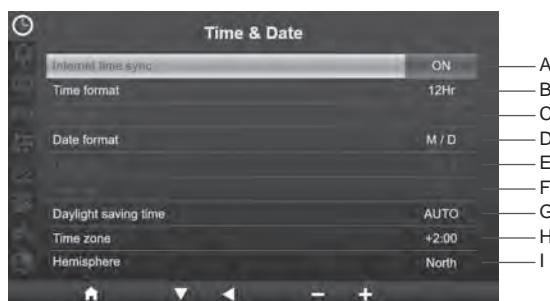 Time & Date
Internet time sync ON A
Time format 12Hr B
C
Date format M / D D
E
F
Daylight saving time AUTO G
Time zone +2:00 H
Hemisphere North I